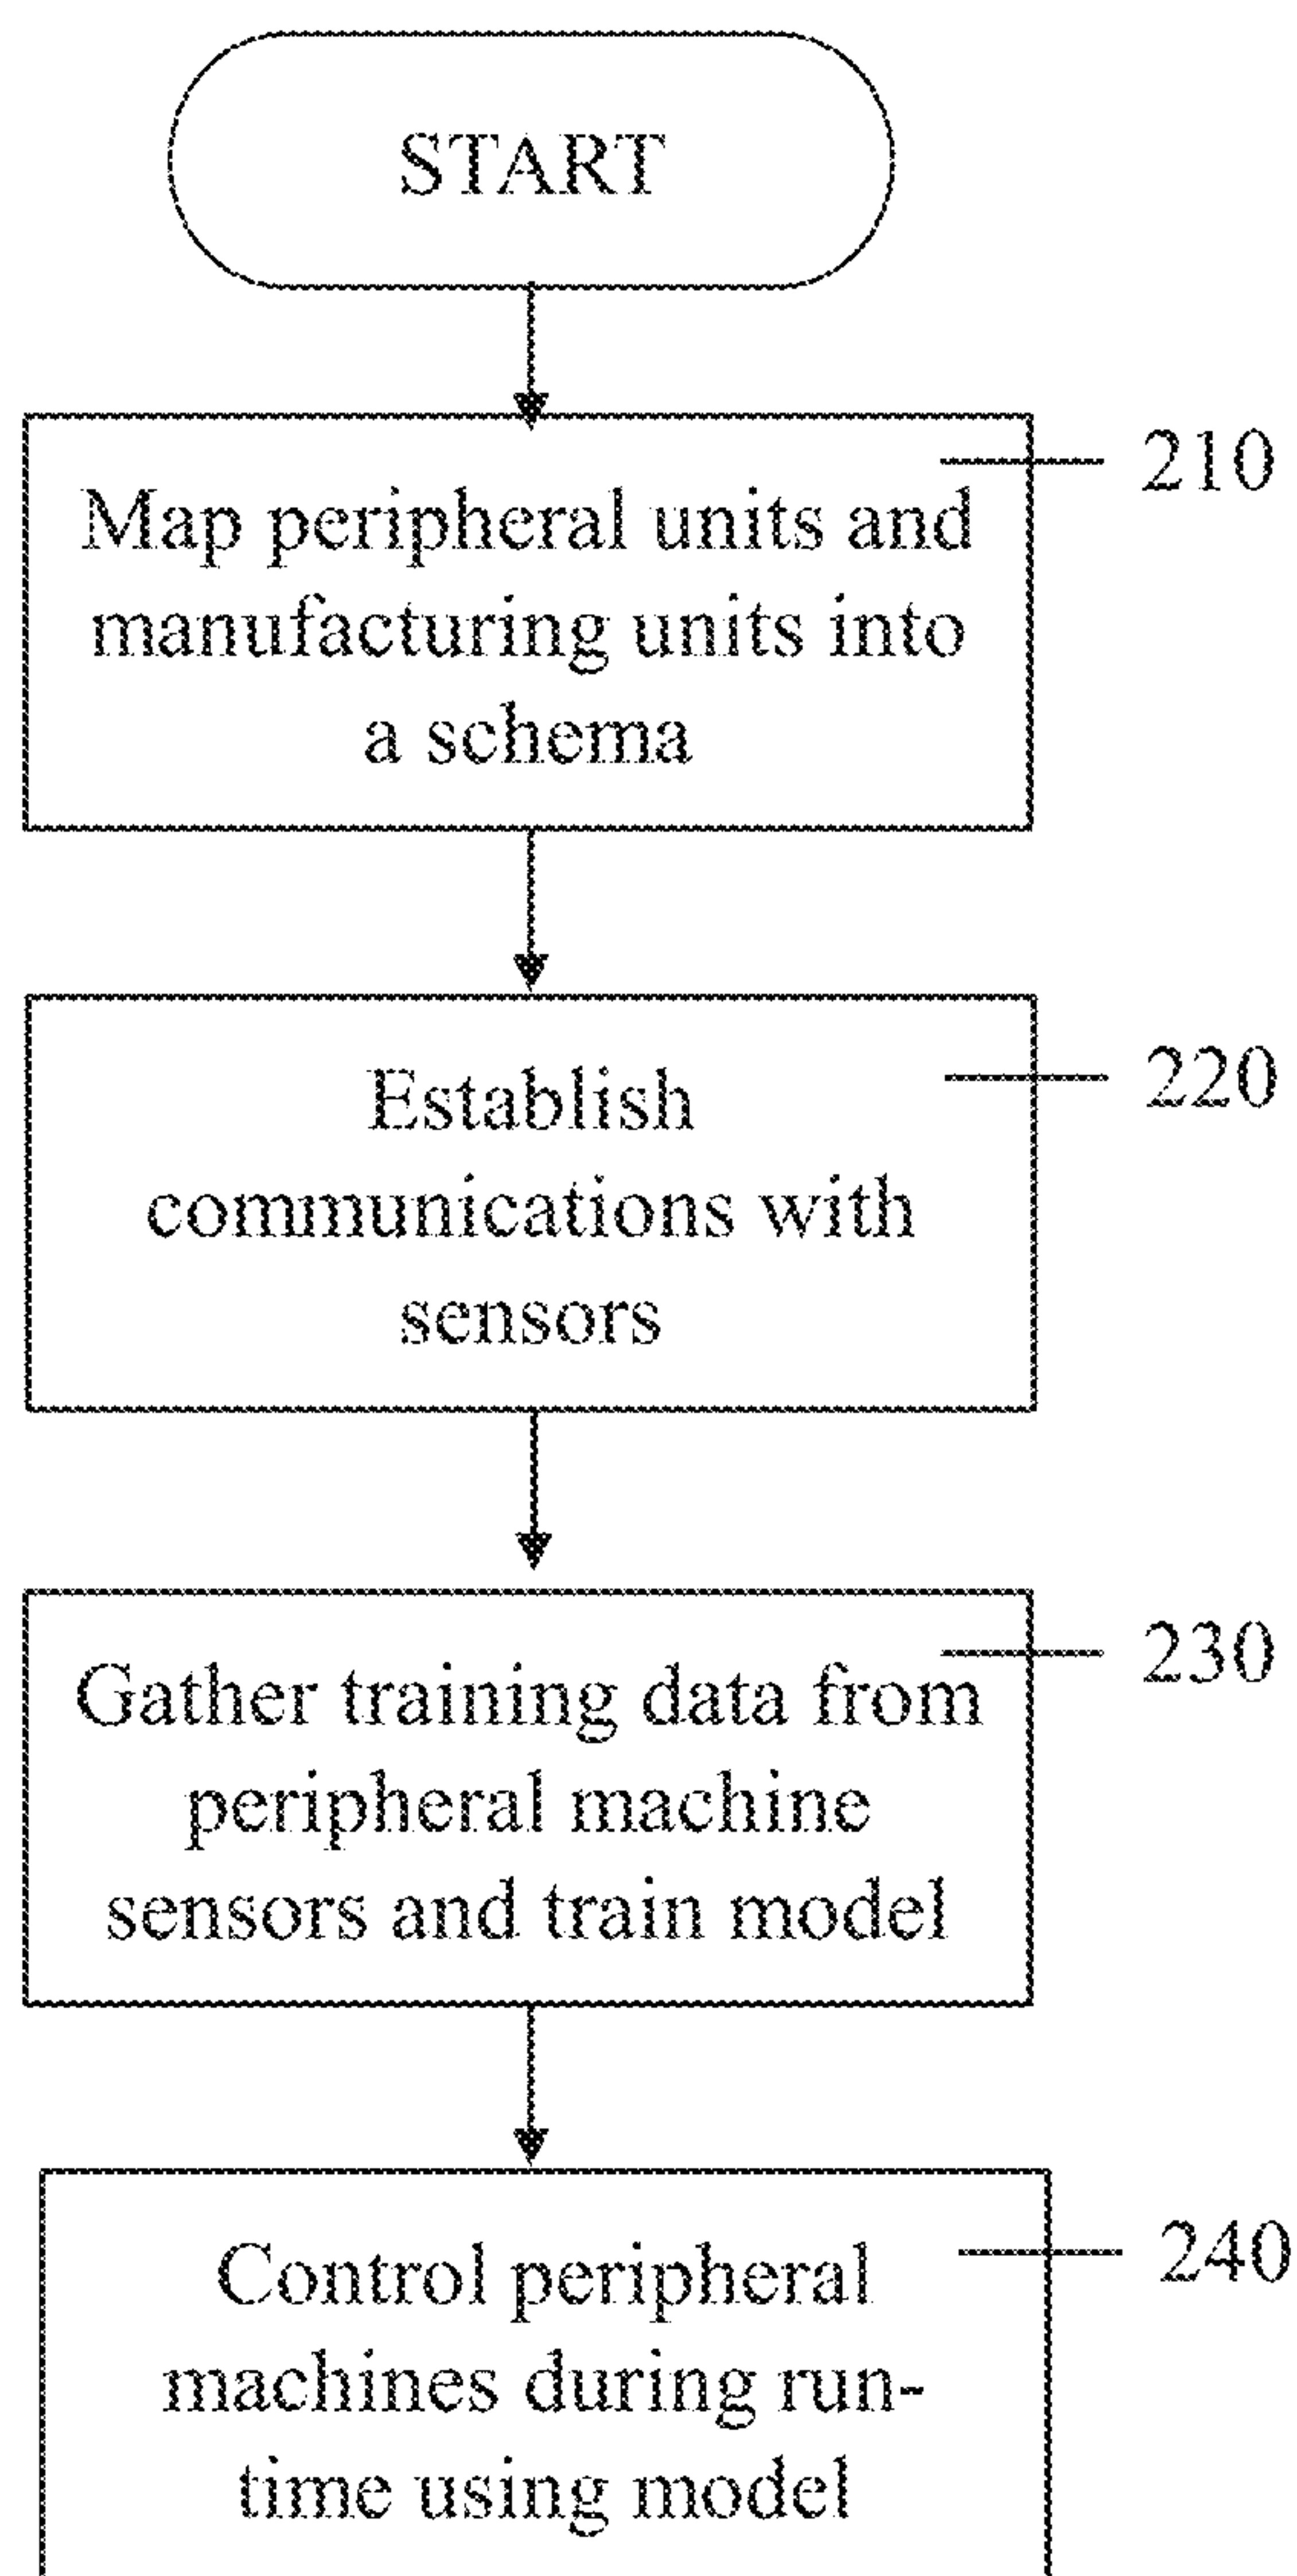 START
210
Map peripheral units and
manufacturing units into
a schema
220
Establish
communications with
sensors
230
Gather training data from
peripheral machine
sensors and train model
240
Control peripheral
machines during run-
time using model